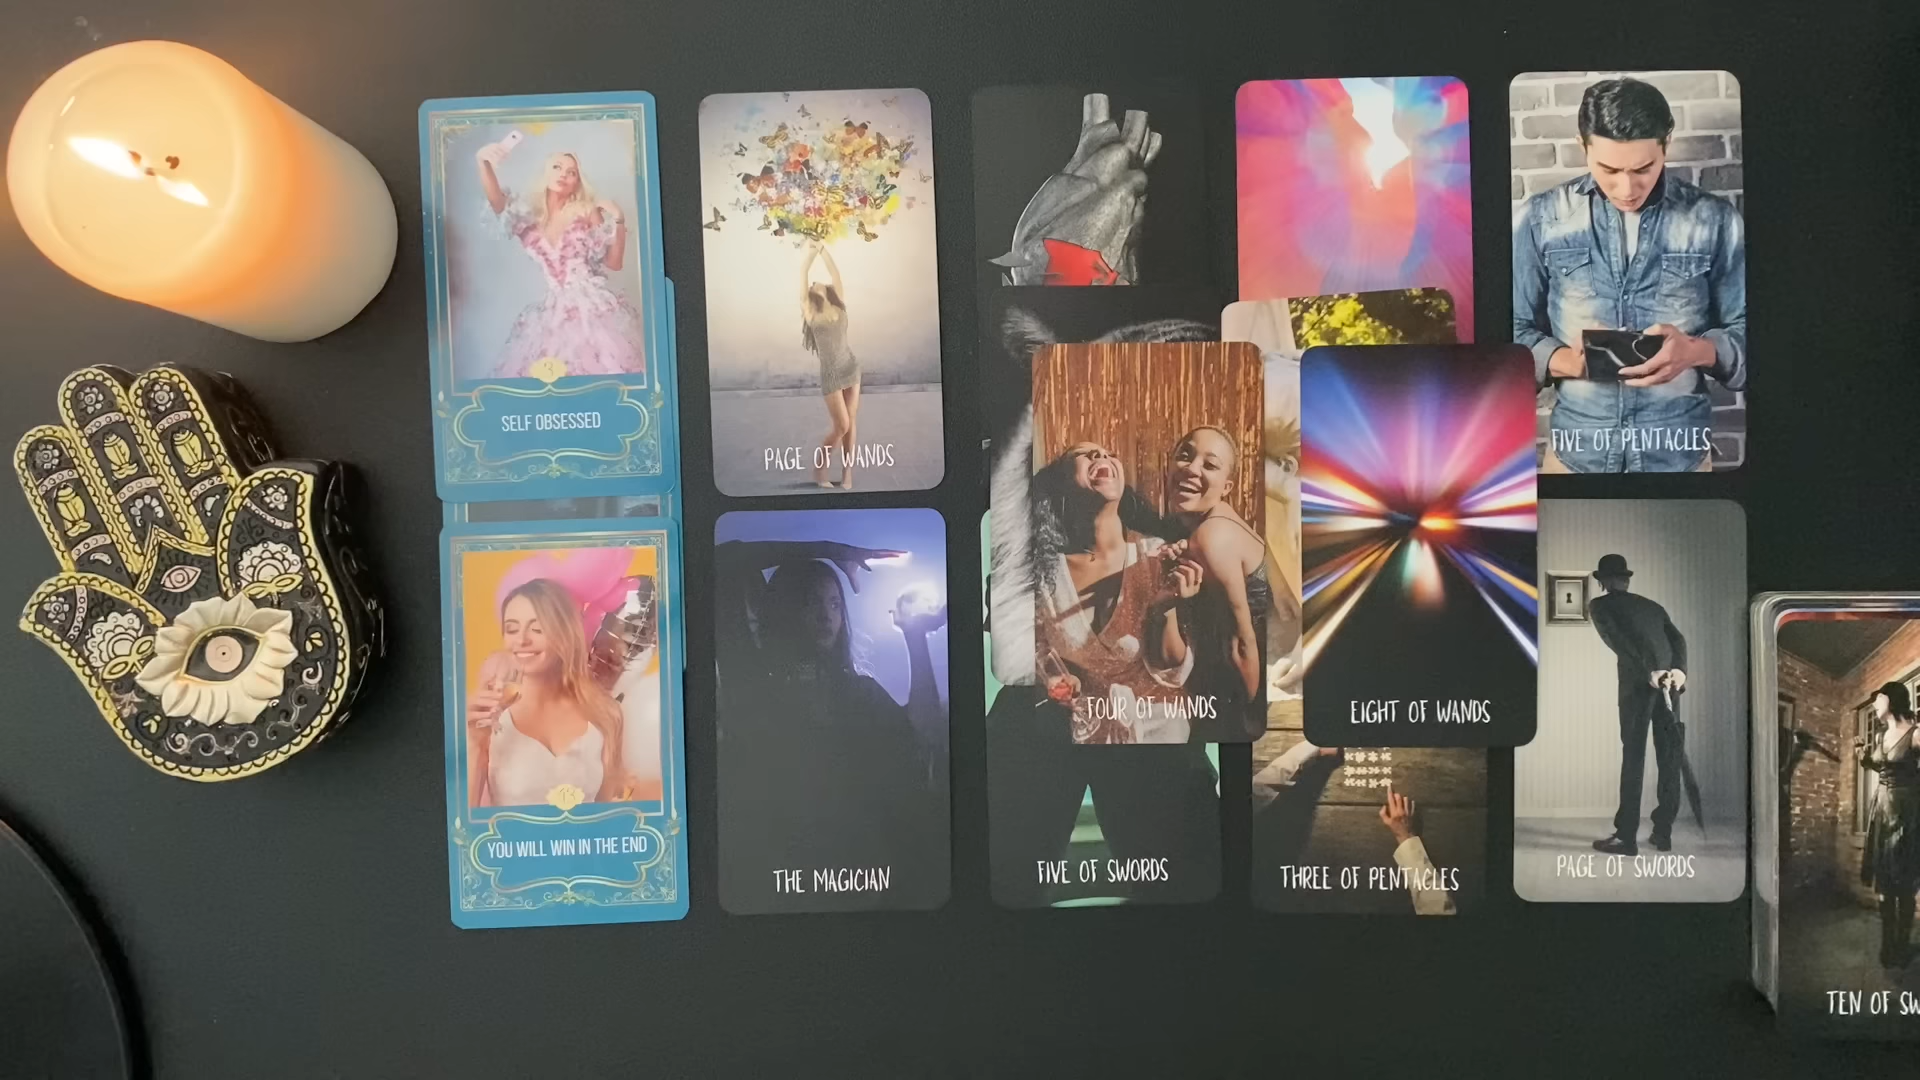 3
SELF OBSESSED
PAGE OF WANDS
FIVE OF PENTACLES
FOUR OF WANDS
EIGHT OF WANDS
YOU WILL WIN IN THE END
THE MAGICIAN
FIVE OF SWORDS
THREE OF PENTACLES
PAGE OF SWORDS
TEN OF SW